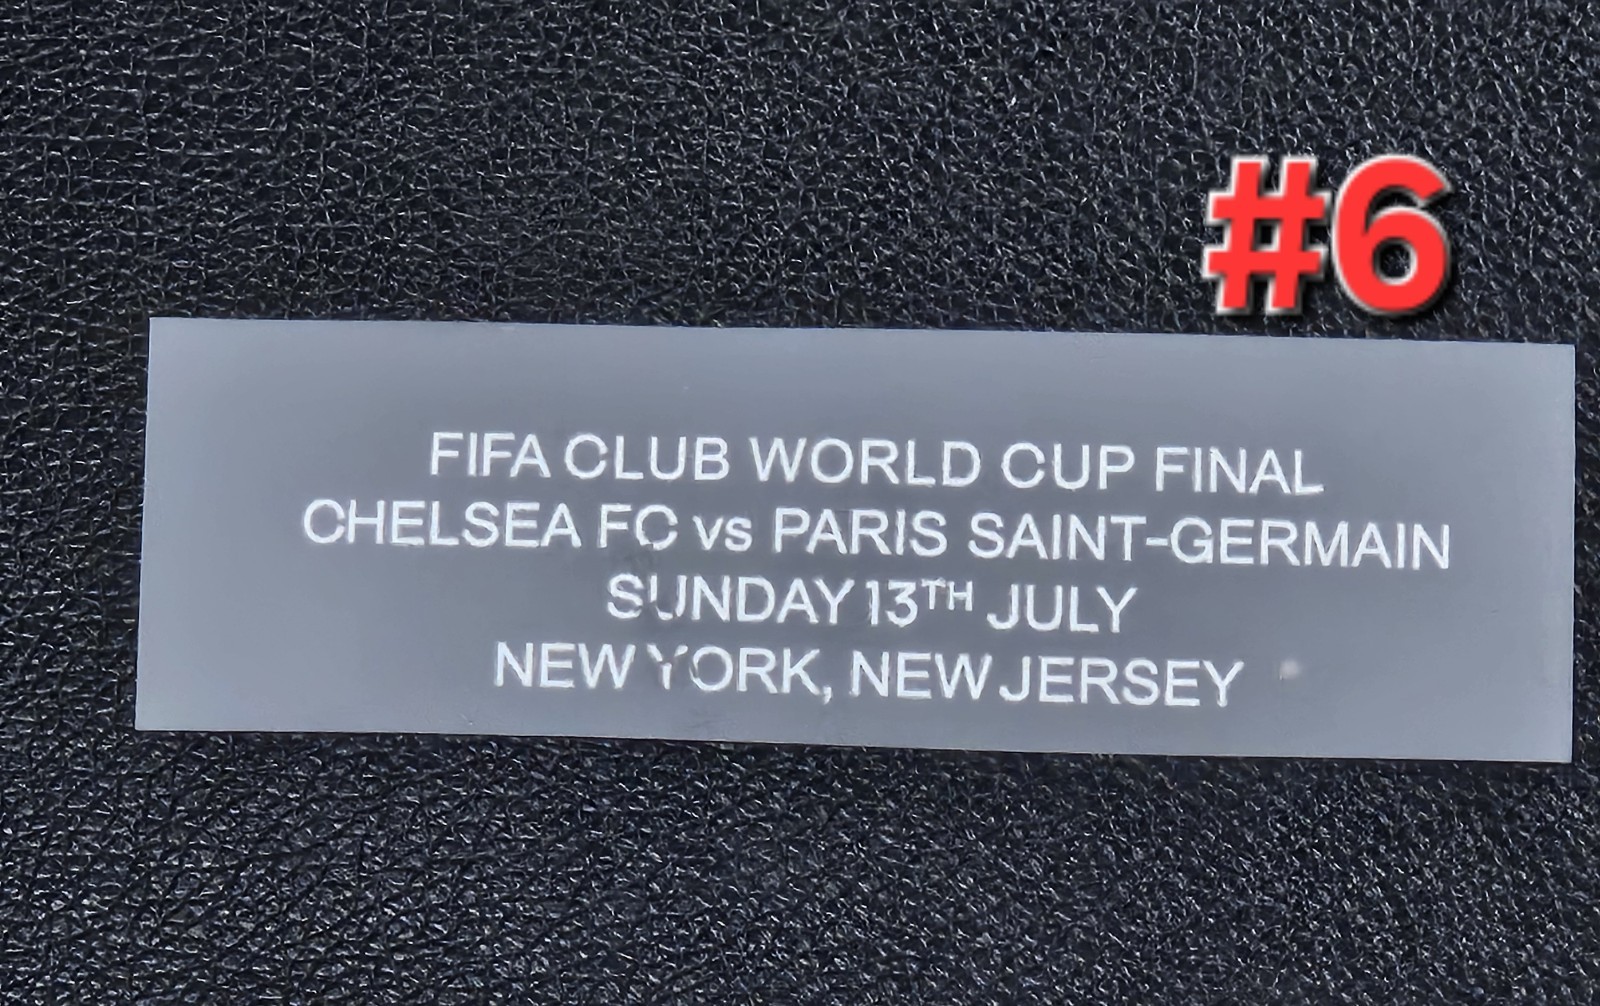 #6
FIFA CLUB WORLD CUP FINAL
CHELSEA FC vs PARIS SAINT-GERMAIN
SUNDAY 13TH JULY
NEW YORK, NEW JERSEY